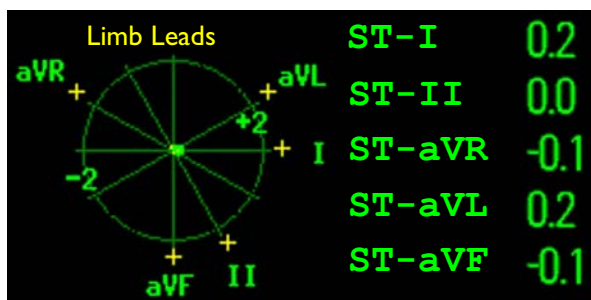 Limb Leads
aVR
aVL
+2
I
-2
II
aVF
ST-I 0.2
ST-II 0.0
ST-aVR -0.1
ST-aVL 0.2
ST-aVF -0.1